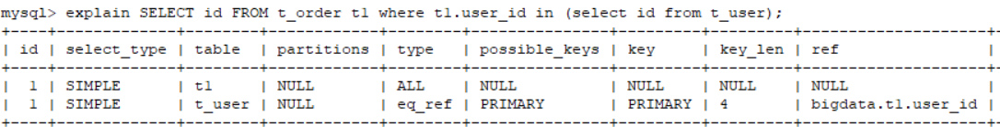 mysql> explain SELECT id FROM t_order t1 where t1.user_id in (select id from t_user);
+----+-------------+--------+------------+--------+---------------+---------+---------+--------------------+-
| id | select_type | table | partitions | type | possible_keys | key | key_len | ref |
+----+-------------+--------+------------+--------+---------------+---------+---------+--------------------+-
| 1 | SIMPLE | t1 | NULL | ALL | NULL | NULL | NULL | NULL |
| 1 | SIMPLE | t_user | NULL | eq_ref | PRIMARY | PRIMARY | 4 | bigdata.t1.user_id |
+----+-------------+--------+------------+--------+---------------+---------+---------+--------------------+-